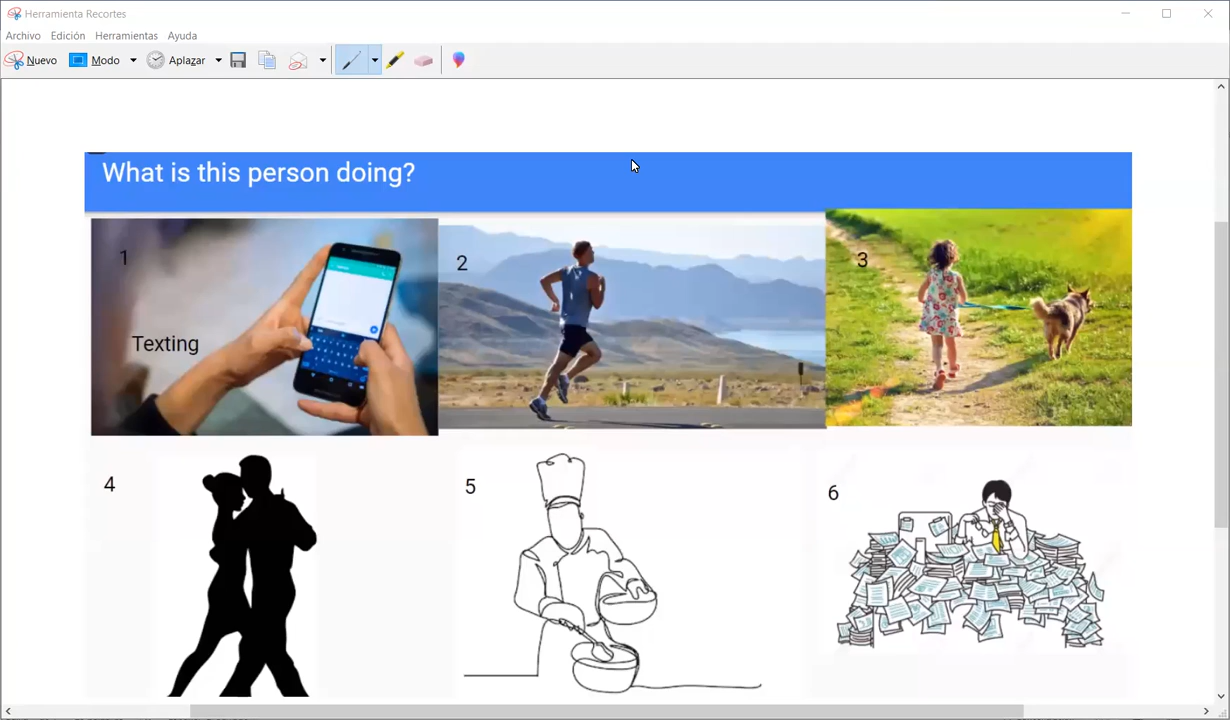 Herramienta Recortes
Archivo Edición Herramientas Ayuda
Nuevo Modo Aplazar
What is this person doing?
1
2
3
Texting
4
5
6